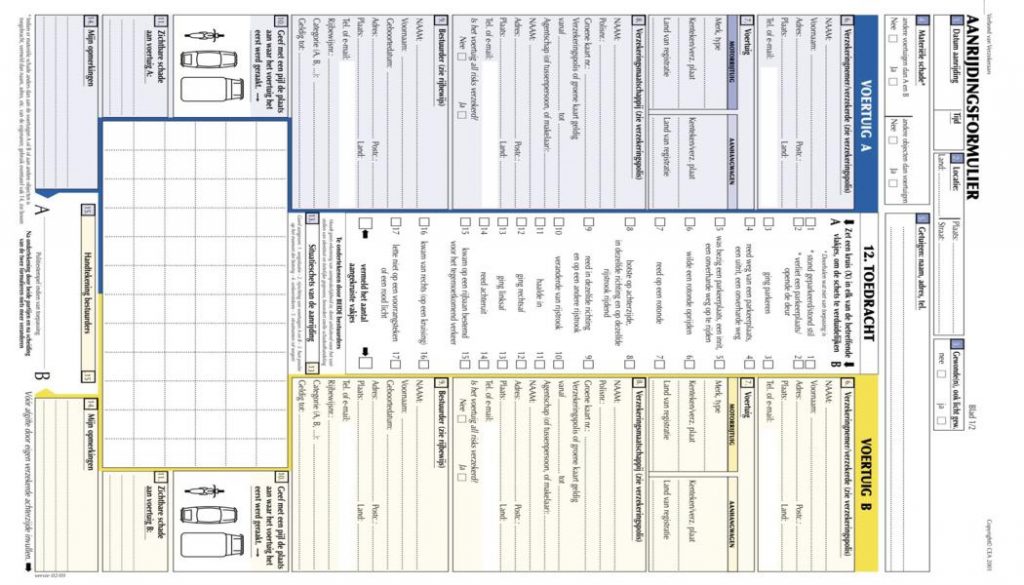 Verbond van Verzekeraars
Blad 1/2
Copyright© CEA 2001
AANRIJDINGSFORMULIER
1. Datum aanrijding
Tijd
2. Locatie:
Plaats:
Land:
Straat:
3. Gewonde(n), ook licht gew.
nee
ja
4. Materiële schade*
andere voertuigen dan A en B
Nee
Ja
andere objecten dan voertuigen
Nee
Ja
5. Getuigen: naam, adres, tel.
VOERTUIG A
6. Verzekeringnemer/verzekerde (zie verzekeringspolis)
NAAM:
Voornaam:
Adres:
Postc.:
Plaats:
Land:
Tel. of e-mail:
7. Voertuig
MOTORRIJTUIG
AANHANGWAGEN
Merk, type
Kenteken/verz. plaat
Kenteken/verz. plaat
Land van registratie
Land van registratie
8. Verzekeringsmaatschappij (zie verzekeringspolis)
NAAM:
Polisnr.:
Groene kaart nr.:
Verzekeringspolis of groene kaart geldig
vanaf
tot
Agentschap of tussenpersoon, of makelaar:
NAAM:
Adres:
Postc.:
Plaats:
Land:
Tel. of e-mail:
Is het voertuig all risks verzekerd?
Nee
Ja
9. Bestuurder (zie rijbewijs)
NAAM:
Voornaam:
Geboortedatum:
Adres:
Postc.:
Plaats:
Land:
Tel. of e-mail:
Rijbewijsnr.:
Categorie (A, B, ...):
Geldig tot:
10. Geef met een pijl de plaats
aan waar het voertuig het
eerst werd geraakt.
11. Zichtbare schade
aan voertuig A:
14. Mijn opmerkingen
12. TOEDRACHT
Zet een kruis (X) in elk van de betreffende
A vlakjes, om de schets te verduidelijken B
* Doorhalen wat niet van toepassing is
1 * stond geparkeerd/stond stil 1
2 * verliet een parkeerplaats/ 2
opende de deur
3 ging parkeren 3
4 reed weg van een parkeerplaats, 4
een uitrit, een onverharde weg
5 was bezig een parkeerplaats, een inrit, 5
een onverharde weg op te rijden
6 wilde een rotonde oprijden 6
7 reed op een rotonde 7
8 botste op achterzijde, 8
in dezelfde richting en op dezelfde
rijstrook rijdend
9 reed in dezelfde richting 9
en op een andere rijstrook
10 veranderde van rijstrook 10
11 haalde in 11
12 ging rechtsaf 12
13 ging linksaf 13
14 reed achteruit 14
15 kwam op een rijbaan bestemd 15
voor het tegemoetkomend verkeer
16 kwam van rechts (op een kruising) 16
17 lette niet op een voorrangsteken 17
of een rood licht
vermeld het aantal
aangekruiste vakjes
Te ondertekenen door BEIDE bestuurders
13. Situatieschets van de aanrijding 13.
15. Handtekening bestuurders 15.
A
B
Na ondertekening door beide partijen en na scheiding
van de twee formulieren niets meer veranderen
VOERTUIG B
6. Verzekeringnemer/verzekerde (zie verzekeringspolis)
NAAM:
Voornaam:
Adres:
Postc.:
Plaats:
Land:
Tel. of e-mail:
7. Voertuig
MOTORRIJTUIG
AANHANGWAGEN
Merk, type
Kenteken/verz. plaat
Kenteken/verz. plaat
Land van registratie
Land van registratie
8. Verzekeringsmaatschappij (zie verzekeringspolis)
NAAM:
Polisnr.:
Groene kaart nr.:
Verzekeringspolis of groene kaart geldig
vanaf
tot
Agentschap of tussenpersoon, of makelaar:
NAAM:
Adres:
Postc.:
Plaats:
Land:
Tel. of e-mail:
Is het voertuig all risks verzekerd?
Nee
Ja
9. Bestuurder (zie rijbewijs)
NAAM:
Voornaam:
Geboortedatum:
Adres:
Postc.:
Plaats:
Land:
Tel. of e-mail:
Rijbewijsnr.:
Categorie (A, B, ...):
Geldig tot:
10. Geef met een pijl de plaats
aan waar het voertuig het
eerst werd geraakt.
11. Zichtbare schade
aan voertuig B:
14. Mijn opmerkingen
Vóór afgifte door eigen verzekerde achterzijde invullen.
versie 02/09